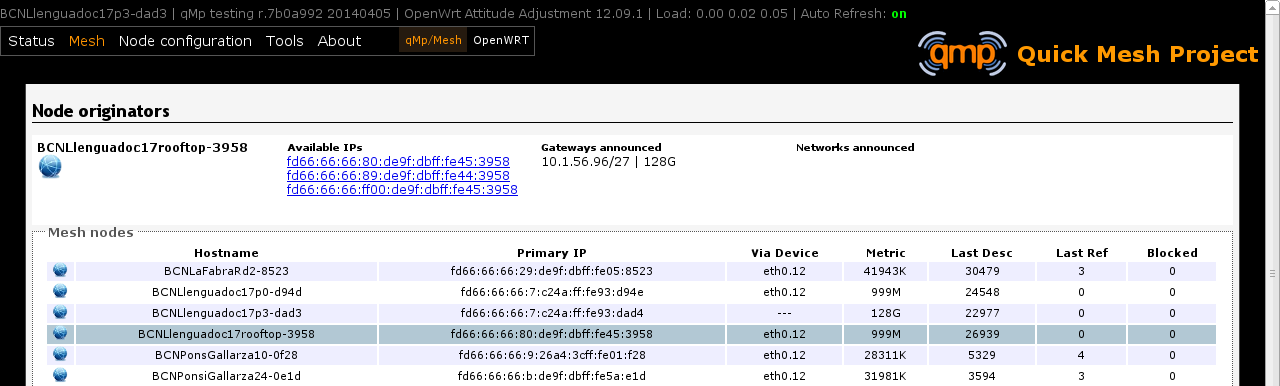 BCNLlenguadoc17p3-dad3 | qMp testing r.7b0a992 20140405 | OpenWrt Attitude Adjustment 12.09.1 | Load: 0.00 0.02 0.05 | Auto Refresh: on
Status Mesh Node configuration Tools About qMp/Mesh OpenWRT
qmp Quick Mesh Project
Node originators
BCNLlenguadoc17rooftop-3958 Available IPs Gateways announced Networks announced
fd66:66:66:80:de9f:dbff:fe45:3958 10.1.56.96/27 | 128G
fd66:66:66:89:de9f:dbff:fe44:3958
fd66:66:66:ff00:de9f:dbff:fe45:3958
Mesh nodes
Hostname Primary IP Via Device Metric Last Desc Last Ref Blocked
BCNLaFabraRd2-8523 fd66:66:66:29:de9f:dbff:fe05:8523 eth0.12 41943K 30479 3 0
BCNLlenguadoc17p0-d94d fd66:66:66:7:c24a:ff:fe93:d94e eth0.12 999M 24548 0 0
BCNLlenguadoc17p3-dad3 fd66:66:66:7:c24a:ff:fe93:dad4 --- 128G 22977 0 0
BCNLlenguadoc17rooftop-3958 fd66:66:66:80:de9f:dbff:fe45:3958 eth0.12 999M 26939 0 0
BCNPonsGallarza10-0f28 fd66:66:66:9:26a4:3cff:fe01:f28 eth0.12 28311K 5329 4 0
BCNPonsiGallarza24-0e1d fd66:66:66:b:de9f:dbff:fe5a:e1d eth0.12 31981K 3594 3 0